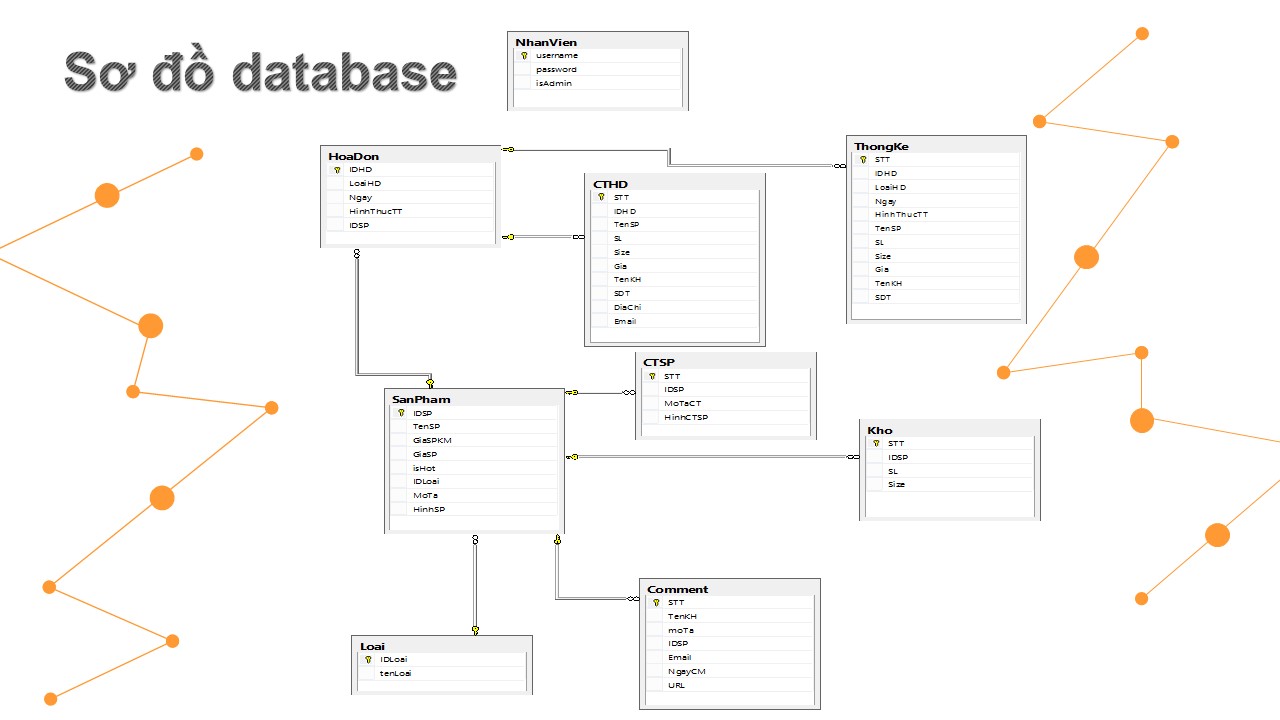 Sơ đồ database
NhanVien
username
password
isAdmin
HoaDon
IDHD
LoaiHD
Ngay
HinhThucTT
IDSP
CTHD
STT
IDHD
TenSP
SL
Size
Gia
TenKH
SDT
DiaChi
Email
ThongKe
STT
IDHD
LoaiHD
Ngay
HinhThucTT
TenSP
SL
Size
Gia
TenKH
SDT
CTSP
STT
IDSP
MoTaCT
HinhCTSP
SanPham
IDSP
TenSP
GiaSPKM
GiaSP
isHot
IDLoai
MoTa
HinhSP
Kho
STT
IDSP
SL
Size
Comment
STT
TenKH
moTa
IDSP
Email
NgayCM
URL
Loai
IDLoai
tenLoai